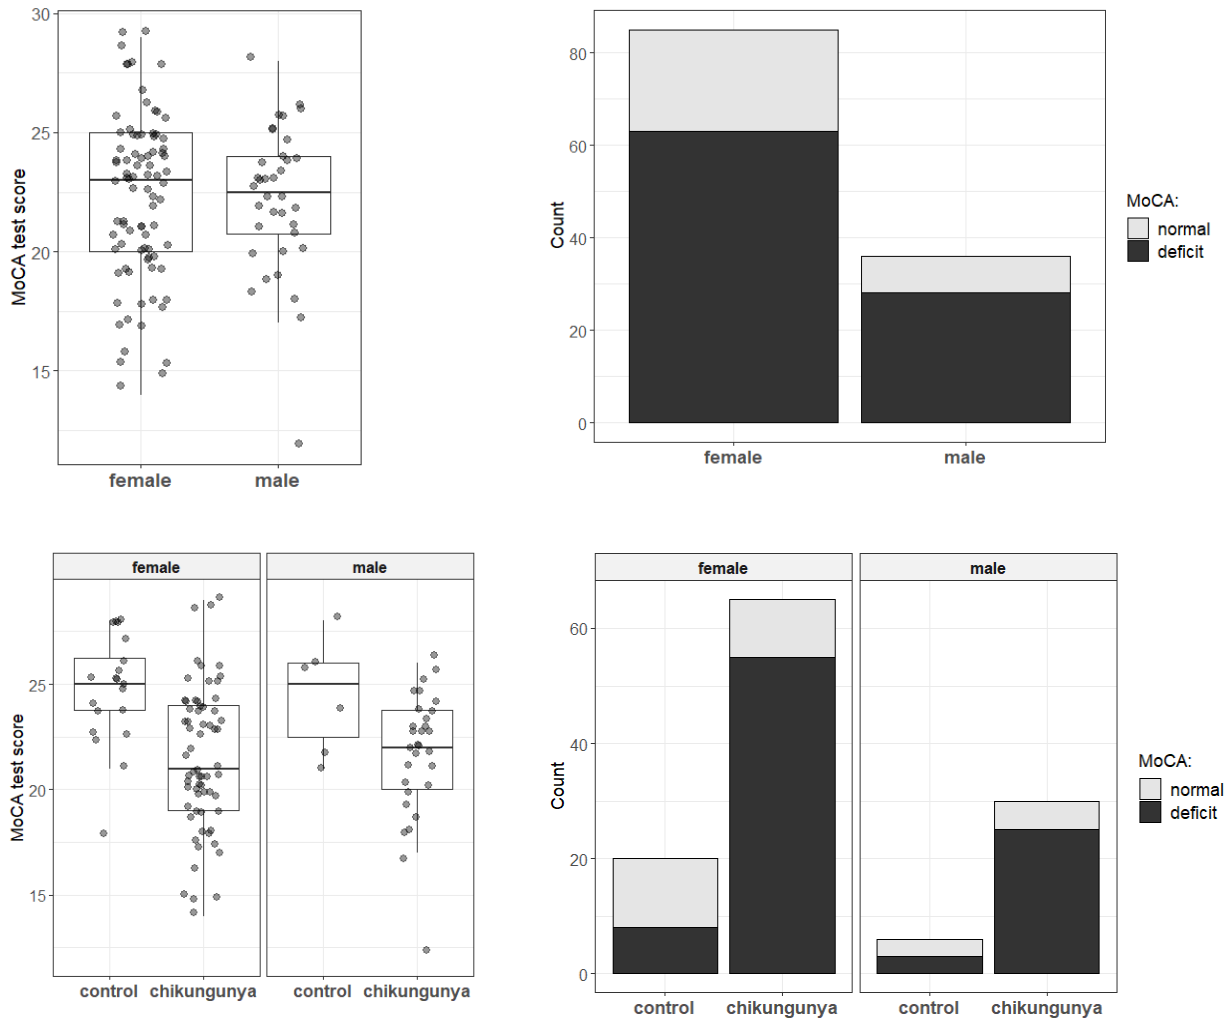 MoCA test score
30
25
20
15
female male
Count
80
60
40
20
0
female male
MoCA:
normal
deficit
female male
MoCA test score
25
20
15
control chikungunya control chikungunya
female male
Count
60
40
20
0
control chikungunya control chikungunya
MoCA:
normal
deficit